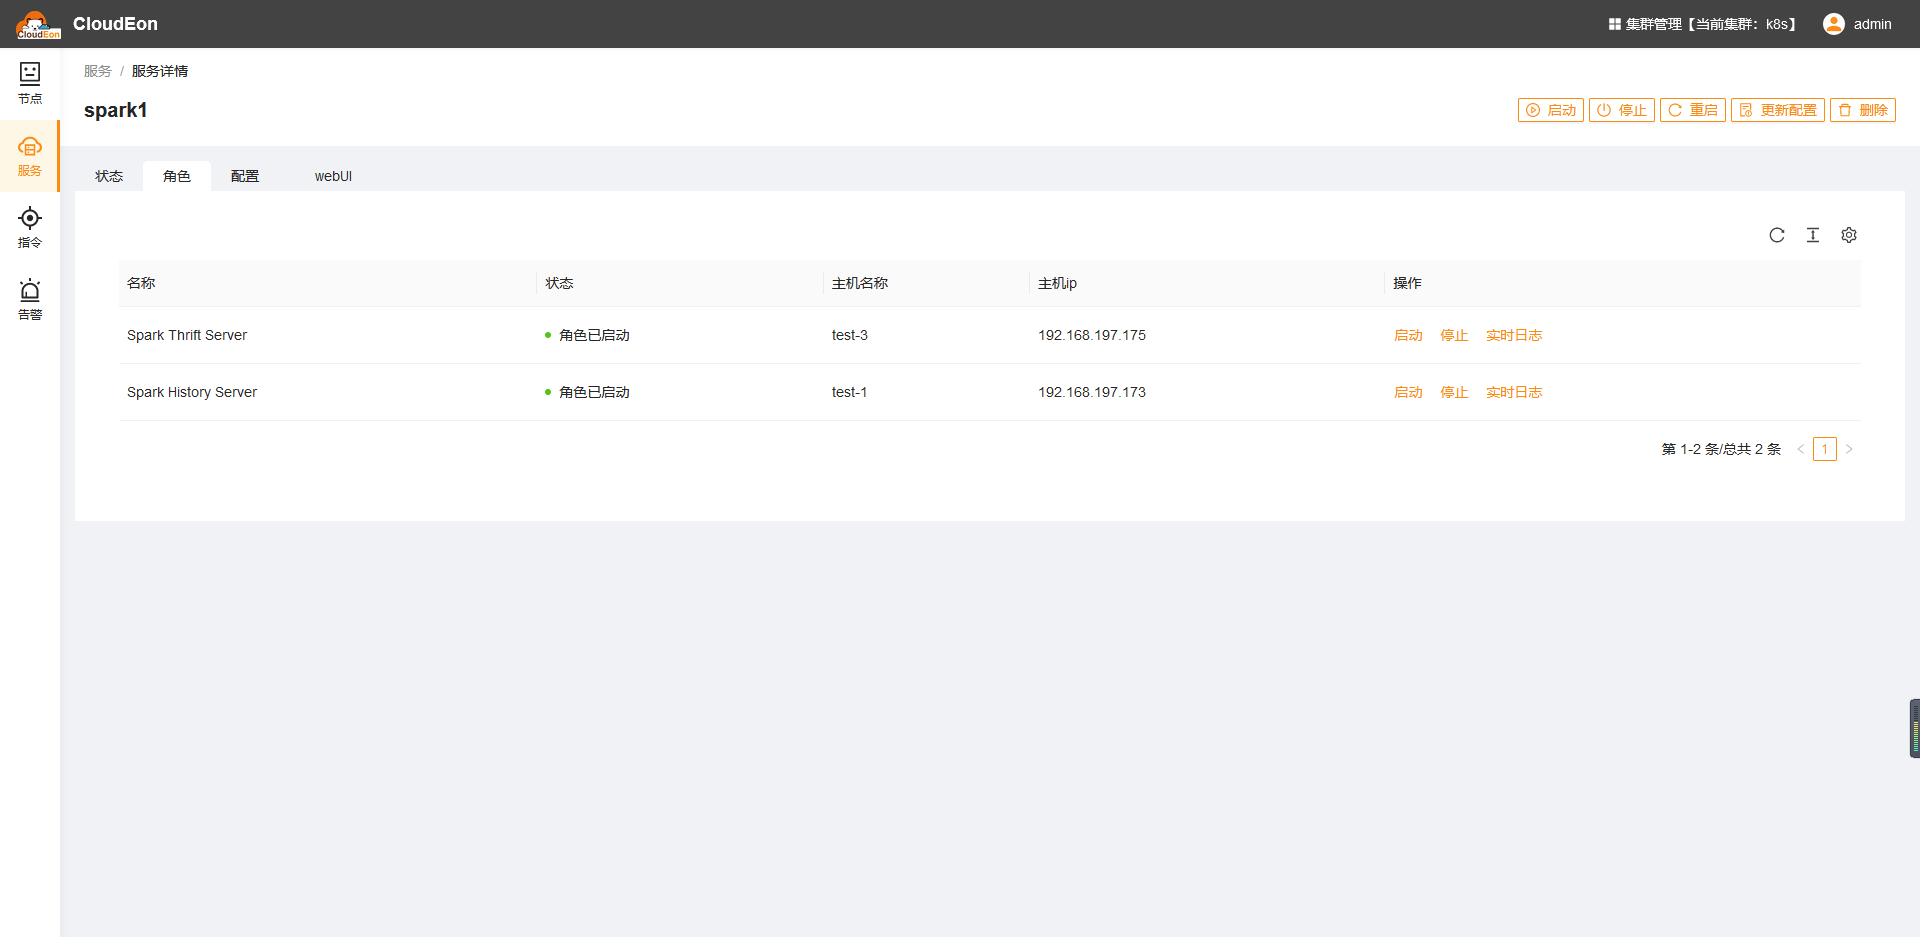 CloudEon
CloudEon
集群管理【当前集群：k8s】
admin
节点
服务
指令
告警
服务 / 服务详情
spark1
启动
停止
重启
更新配置
删除
状态
角色
配置
webUI
名称 状态 主机名称 主机ip 操作
Spark Thrift Server 角色已启动 test-3 192.168.197.175 启动 停止 实时日志
Spark History Server 角色已启动 test-1 192.168.197.173 启动 停止 实时日志
第 1-2 条/总共 2 条 < 1 >